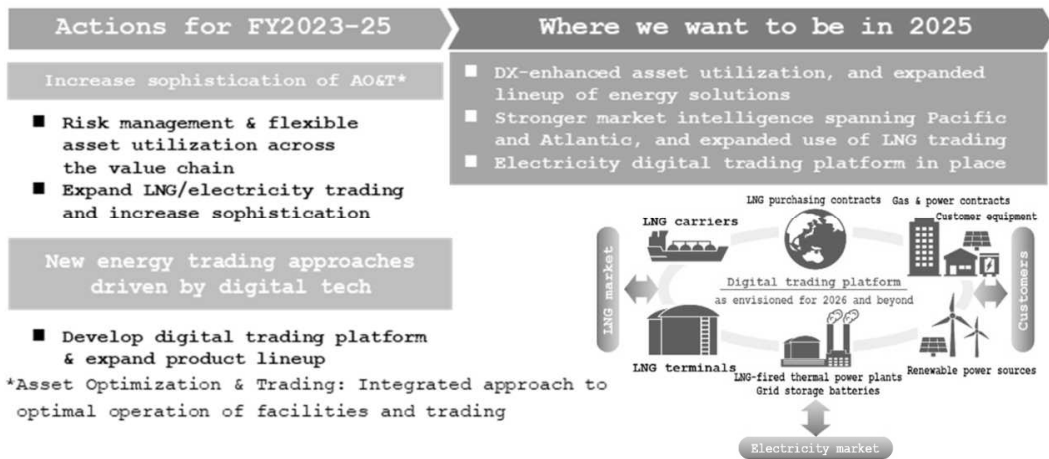 Actions for FY2023-25
Where we want to be in 2025
Increase sophistication of AO&T*
■ Risk management & flexible
asset utilization across
the value chain
■ Expand LNG/electricity trading
and increase sophistication
New energy trading approaches
driven by digital tech
■ Develop digital trading platform
& expand product lineup
*Asset Optimization & Trading: Integrated approach to
optimal operation of facilities and trading
■ DX-enhanced asset utilization, and expanded
lineup of energy solutions
■ Stronger market intelligence spanning Pacific
and Atlantic, and expanded use of LNG trading
■ Electricity digital trading platform in place
LNG purchasing contracts
Gas & power contracts
Customer equipment
LNG carriers
LNG market
Digital trading platform
as envisioned for 2026 and beyond
Customers
LNG terminals
LNG-fired thermal power plants
Grid storage batteries
Renewable power sources
Electricity market